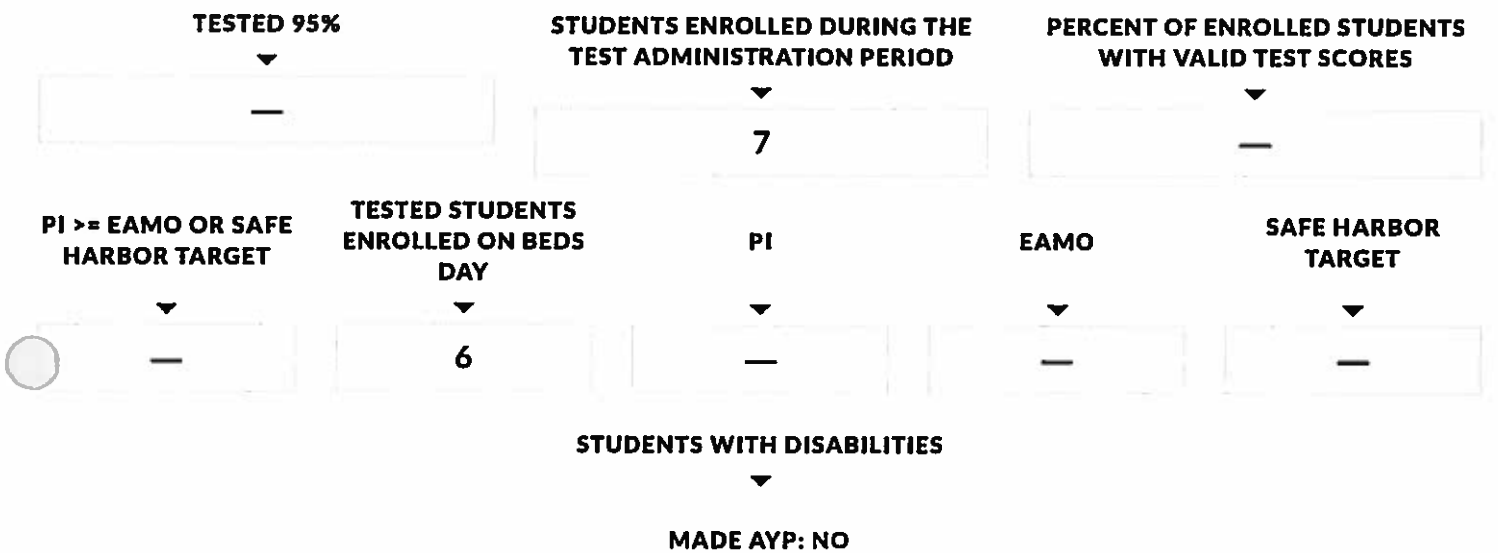 TESTED 95%
▼
—
STUDENTS ENROLLED DURING THE
TEST ADMINISTRATION PERIOD
▼
7
PERCENT OF ENROLLED STUDENTS
WITH VALID TEST SCORES
▼
—
PI >= EAMO OR SAFE
HARBOR TARGET
▼
—
TESTED STUDENTS
ENROLLED ON BEDS
DAY
▼
6
PI
▼
—
EAMO
▼
—
SAFE HARBOR
TARGET
▼
—
STUDENTS WITH DISABILITIES
▼
MADE AYP: NO